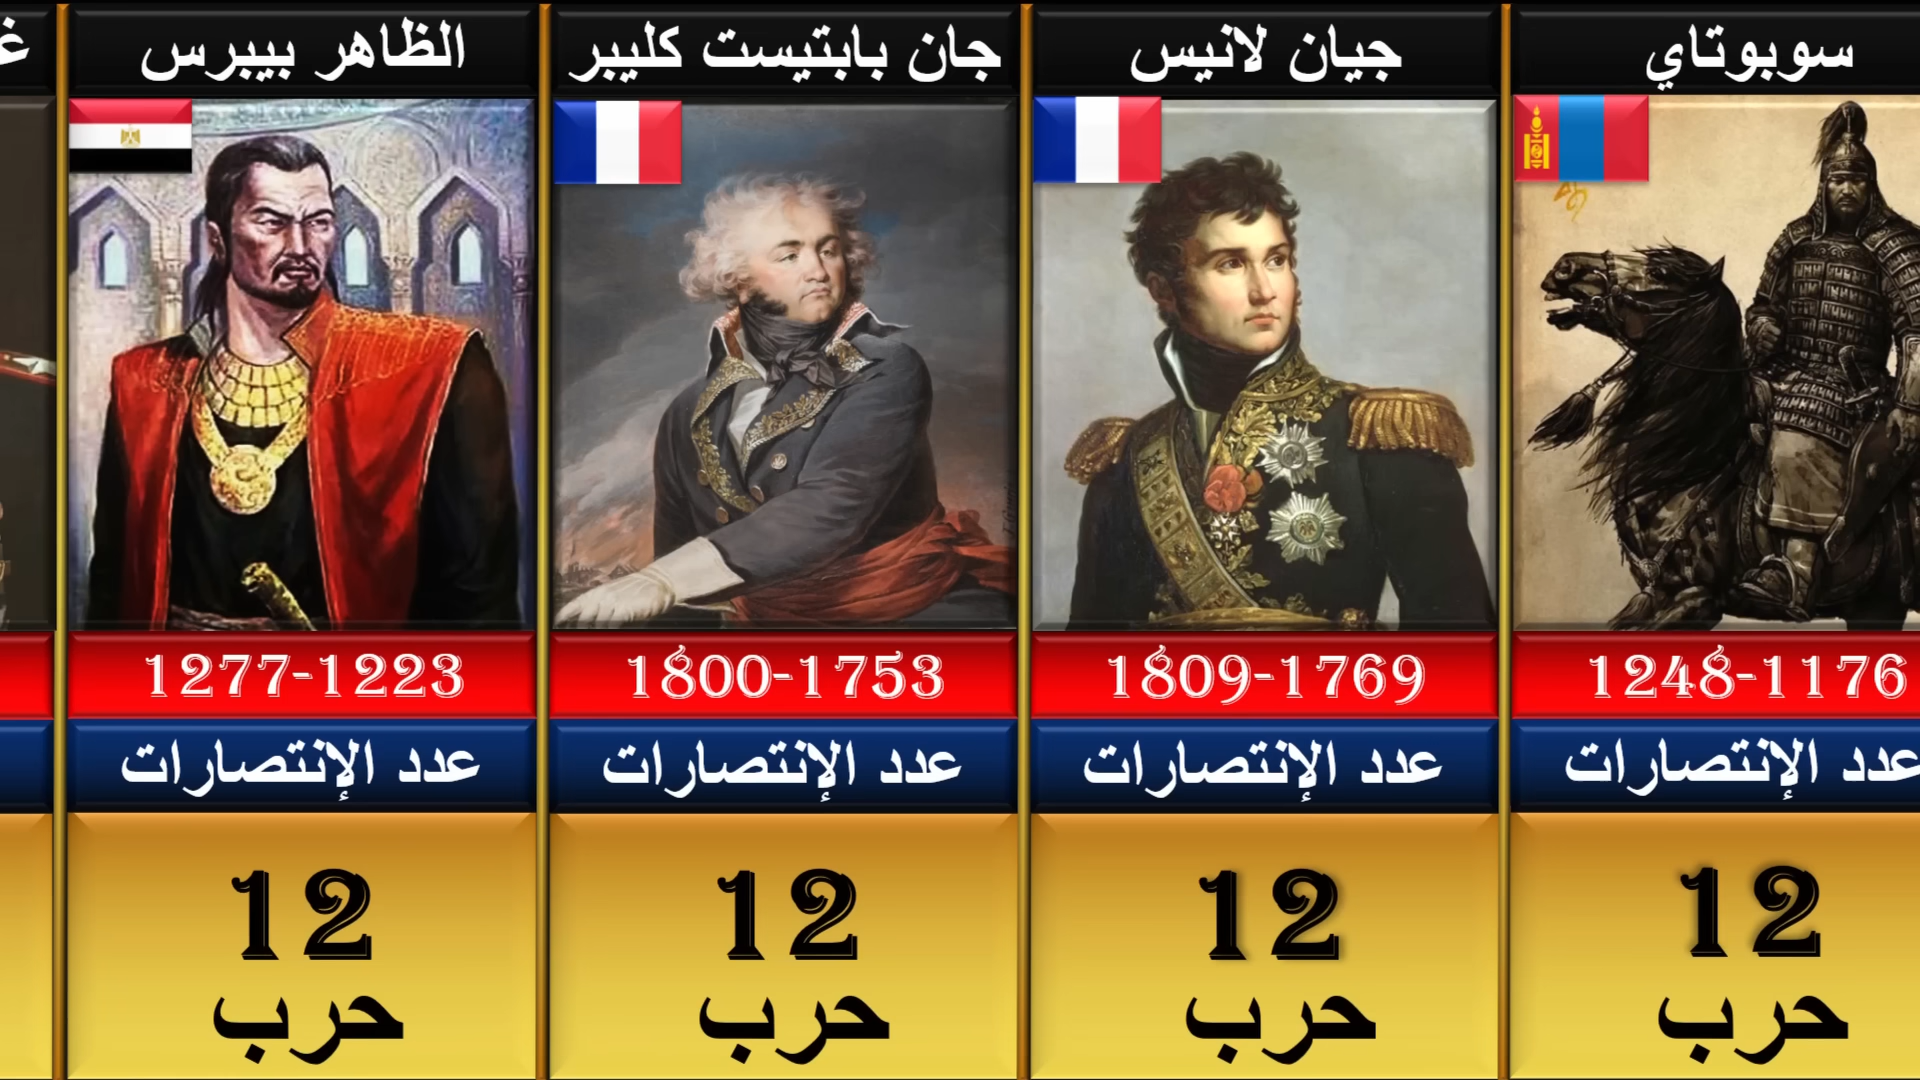 سوبوتاي
1248-1176
عدد الإنتصارات
12
حرب
جيان لانيس
1809-1769
عدد الإنتصارات
12
حرب
جان بابتيست كليبر
1800-1753
عدد الإنتصارات
12
حرب
الظاهر بيبرس
1277-1223
عدد الإنتصارات
12
حرب